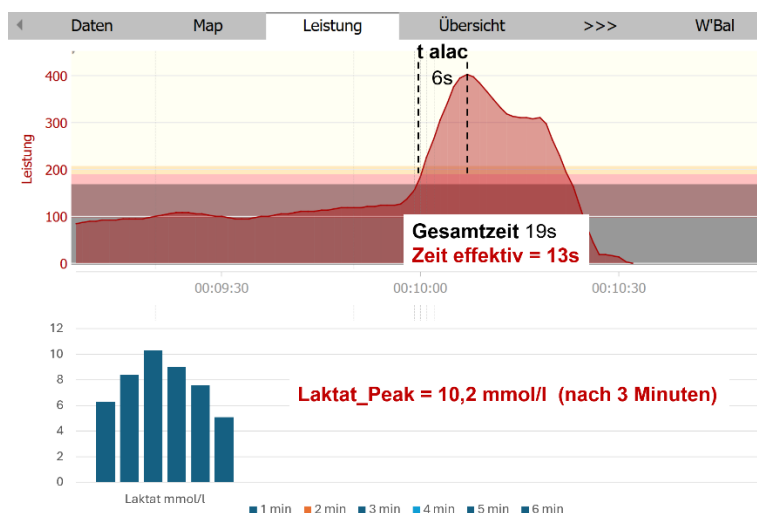 Daten Map Leistung Übersicht >>> W'Bal
t alac
6s
400
300
200
100
0
Leistung
Gesamtzeit 19s
Zeit effektiv = 13s
00:09:30 00:10:00 00:10:30
12
10
8
6
4
2
0
Laktat_Peak = 10,2 mmol/l (nach 3 Minuten)
Laktat mmol/l
1 min 2 min 3 min 4 min 5 min 6 min